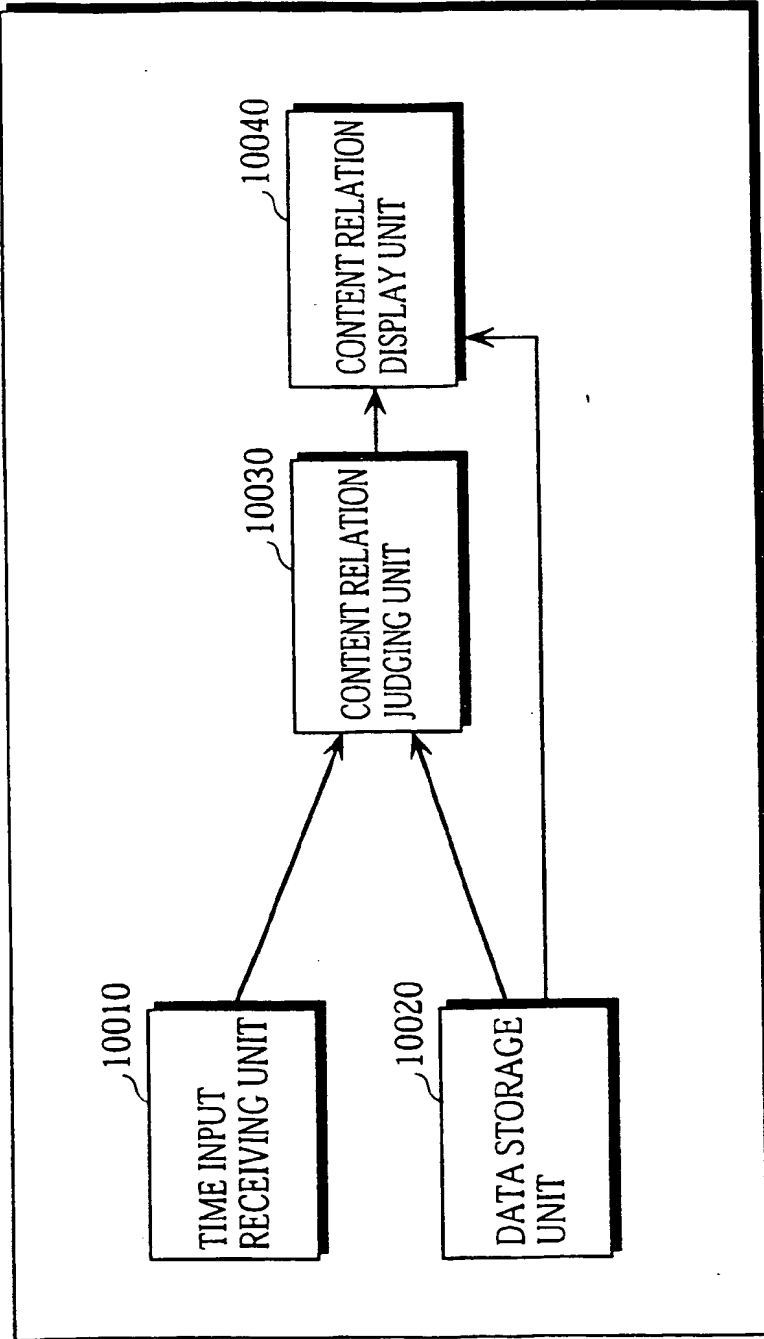 10010
TIME INPUT
RECEIVING UNIT
10020
DATA STORAGE
UNIT
10030
CONTENT RELATION
JUDGING UNIT
10040
CONTENT RELATION
DISPLAY UNIT